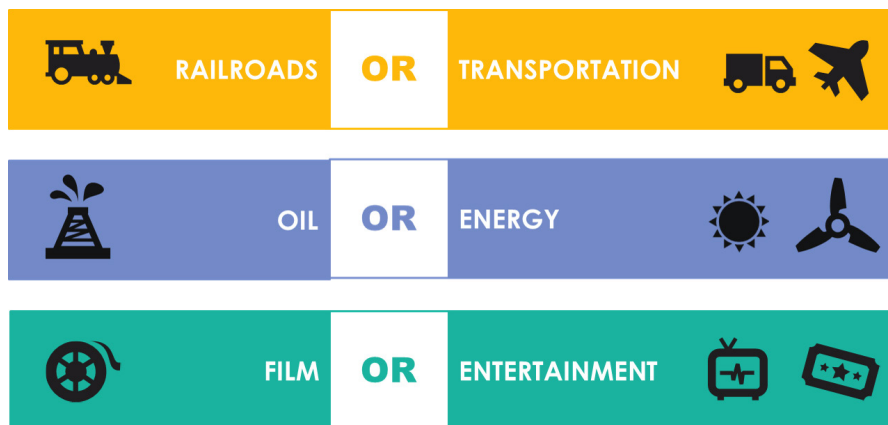 RAILROADS OR TRANSPORTATION
OIL OR ENERGY
FILM OR ENTERTAINMENT